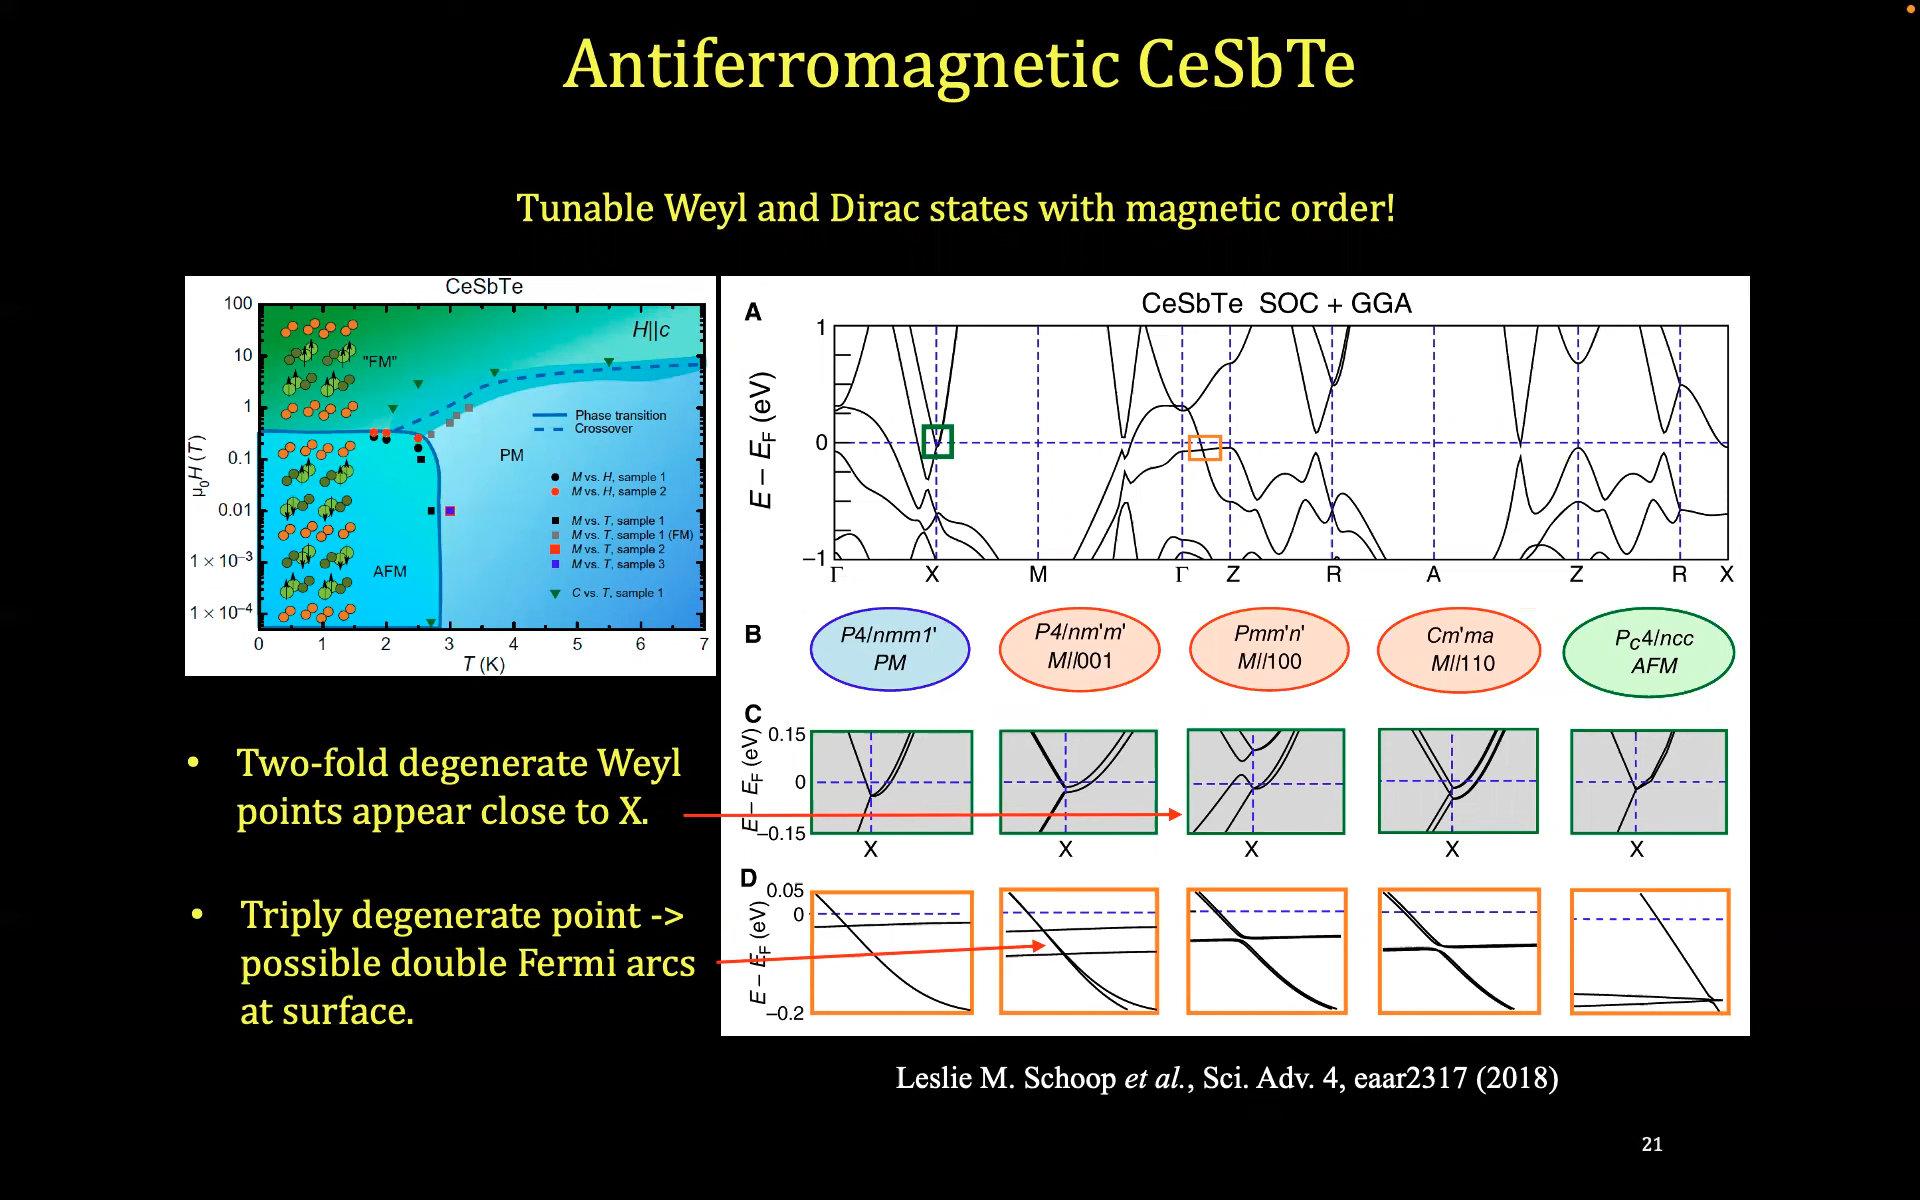 Antiferromagnetic CeSbTe
Tunable Weyl and Dirac states with magnetic order!
CeSbTe
H||c
"FM"
Phase transition
Crossover
PM
M vs. H, sample 1
M vs. H, sample 2
M vs. T, sample 1
M vs. T, sample 1 (FM)
M vs. T, sample 2
M vs. T, sample 3
C vs. T, sample 1
AFM
μ₀H (T)
100
10
1
0.1
0.01
1 × 10⁻³
1 × 10⁻⁴
0 1 2 3 4 5 6 7
T (K)
A
CeSbTe SOC + GGA
E − E_F (eV)
1
0
−1
Γ X M Γ Z R A Z R X
B
P4/nmm1'
PM
P4/nm'm'
M//001
Pmm'n'
M//100
Cm'ma
M//110
P_C4/ncc
AFM
C
E − E_F (eV)
0.15
0
−0.15
X X X X X
D
E − E_F (eV)
0.05
0
−0.2
• Two-fold degenerate Weyl
points appear close to X.
• Triply degenerate point ->
possible double Fermi arcs
at surface.
Leslie M. Schoop et al., Sci. Adv. 4, eaar2317 (2018)
21